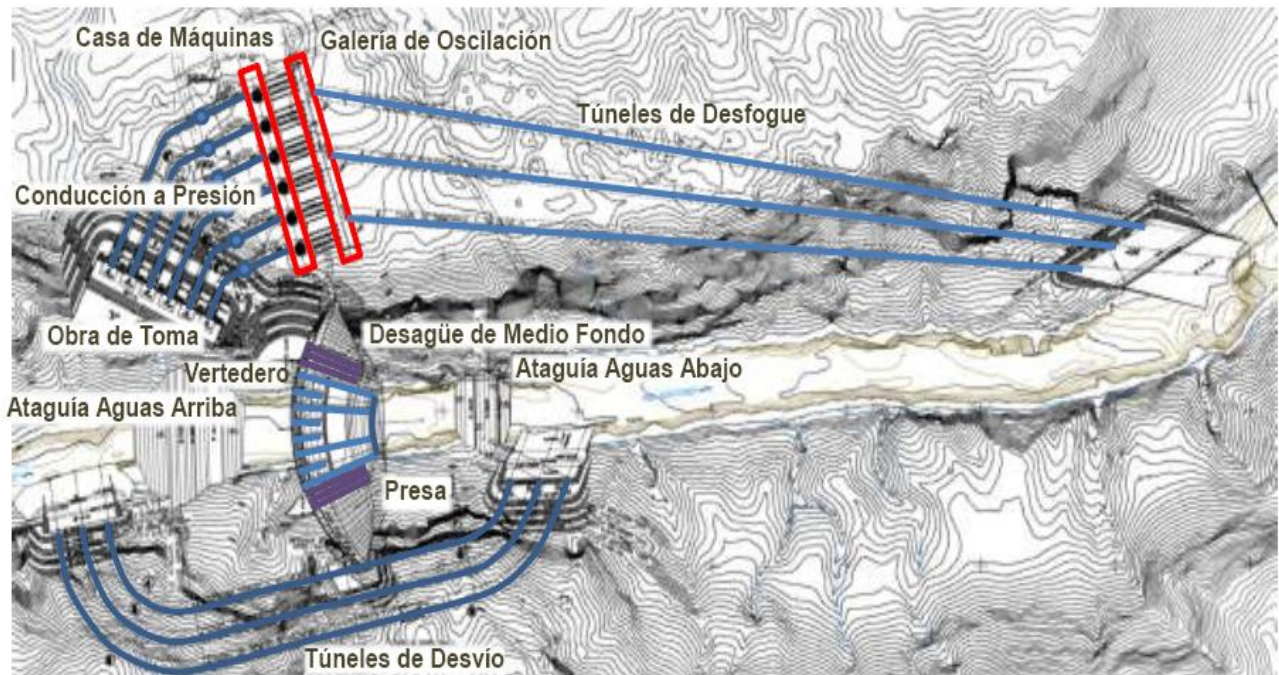 Casa de Máquinas
Galería de Oscilación
Túneles de Desfogue
Conducción a Presión
Obra de Toma
Desagüe de Medio Fondo
Vertedero
Ataguía Aguas Abajo
Ataguía Aguas Arriba
Presa
Túneles de Desvío